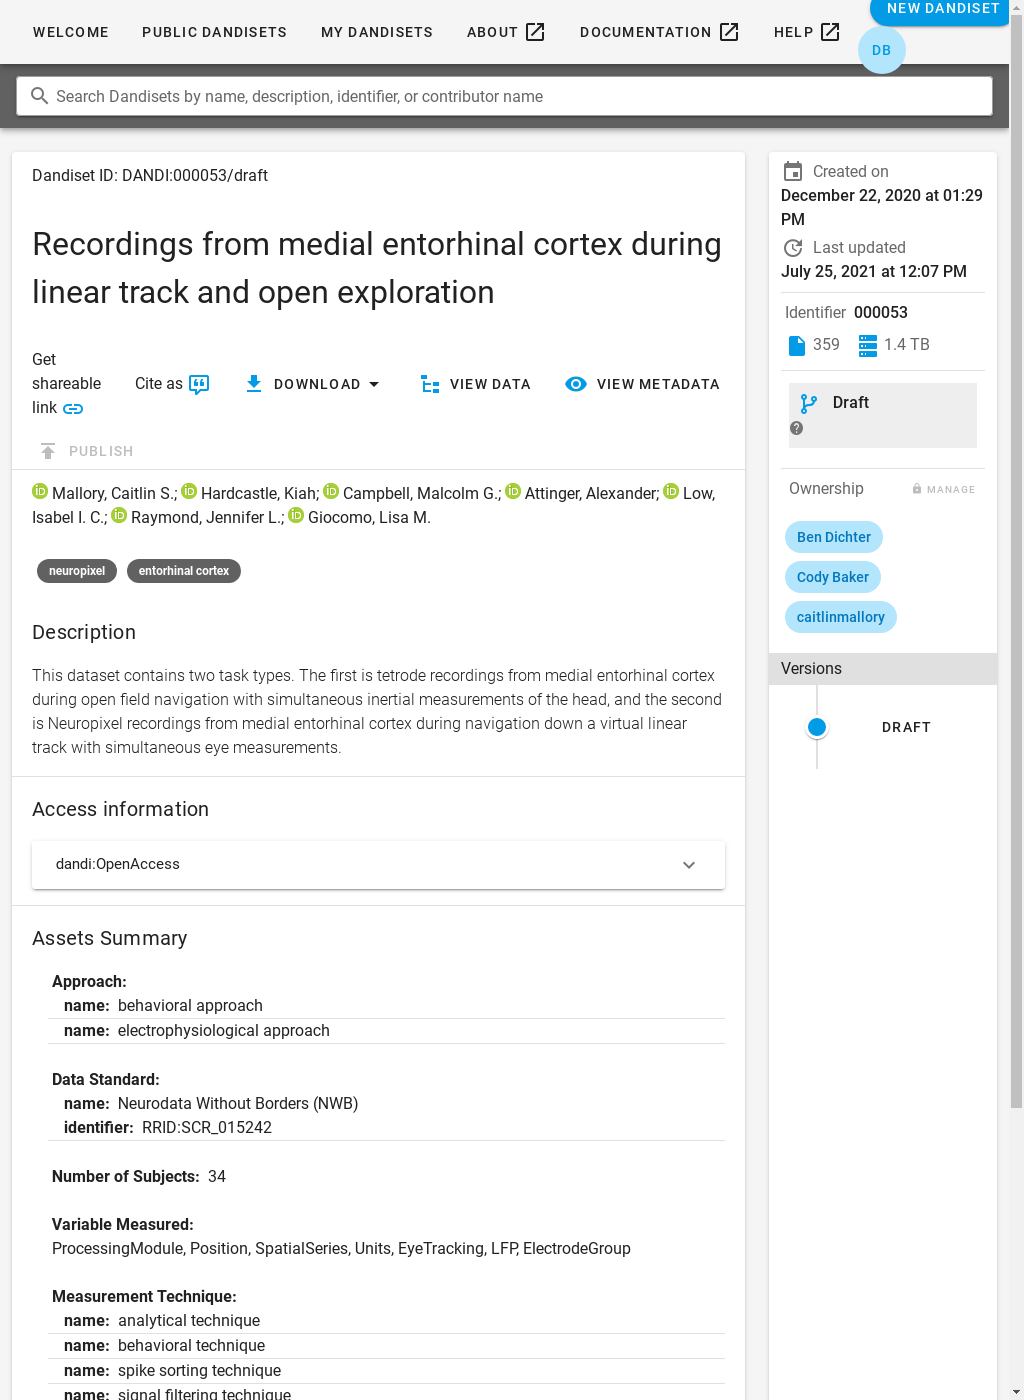 NEW DANDISET
WELCOME PUBLIC DANDISETS MY DANDISETS ABOUT DOCUMENTATION HELP
DB
Search Dandisets by name, description, identifier, or contributor name
Dandiset ID: DANDI:000053/draft
Recordings from medial entorhinal cortex during
linear track and open exploration
Get
shareable
link
Cite as
DOWNLOAD
VIEW DATA
VIEW METADATA
PUBLISH
Mallory, Caitlin S.; Hardcastle, Kiah; Campbell, Malcolm G.; Attinger, Alexander; Low,
Isabel I. C.; Raymond, Jennifer L.; Giocomo, Lisa M.
neuropixel entorhinal cortex
Description
This dataset contains two task types. The first is tetrode recordings from medial entorhinal cortex
during open field navigation with simultaneous inertial measurements of the head, and the second
is Neuropixel recordings from medial entorhinal cortex during navigation down a virtual linear
track with simultaneous eye measurements.
Access information
dandi:OpenAccess
Assets Summary
Approach:
name: behavioral approach
name: electrophysiological approach
Data Standard:
name: Neurodata Without Borders (NWB)
identifier: RRID:SCR_015242
Number of Subjects: 34
Variable Measured:
ProcessingModule, Position, SpatialSeries, Units, EyeTracking, LFP, ElectrodeGroup
Measurement Technique:
name: analytical technique
name: behavioral technique
name: spike sorting technique
name: signal filtering technique
Created on
December 22, 2020 at 01:29
PM
Last updated
July 25, 2021 at 12:07 PM
Identifier 000053
359 1.4 TB
Draft
Ownership MANAGE
Ben Dichter
Cody Baker
caitlinmallory
Versions
DRAFT